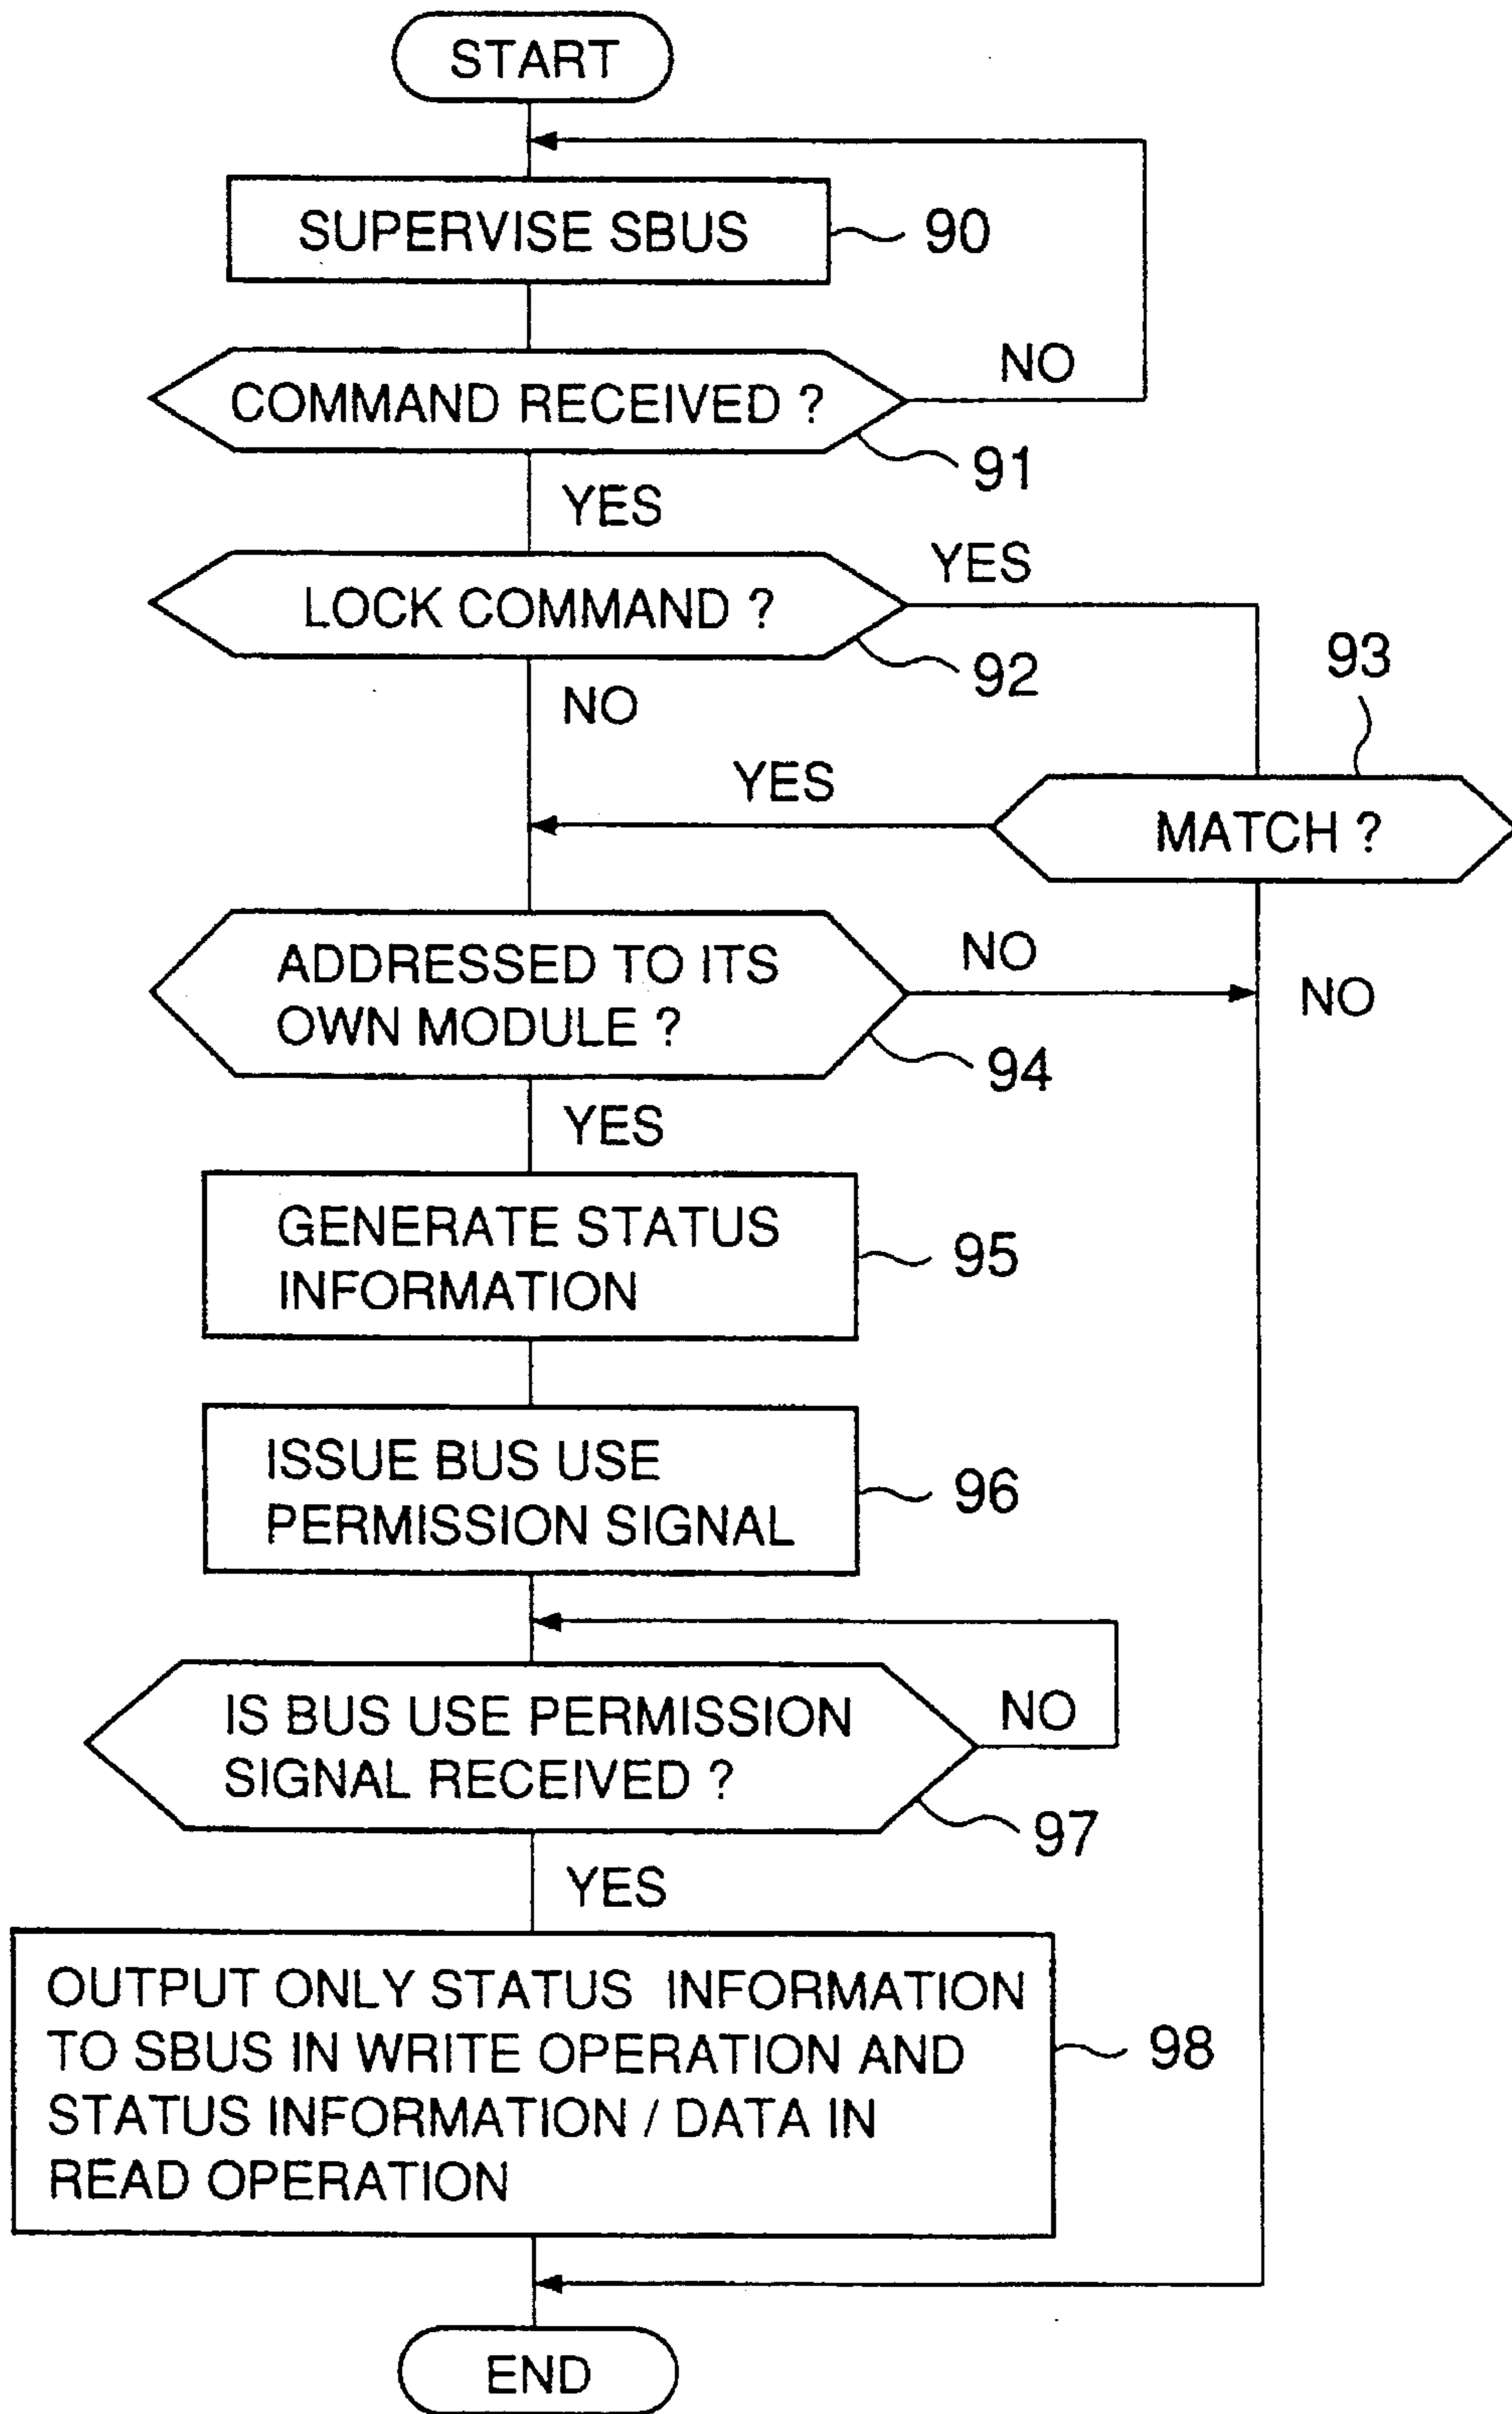 START
SUPERVISE SBUS
90
COMMAND RECEIVED ?
NO
91
YES
LOCK COMMAND ?
YES
92
NO
93
YES
MATCH ?
ADDRESSED TO ITS
OWN MODULE ?
NO
NO
94
YES
GENERATE STATUS
INFORMATION
95
ISSUE BUS USE
PERMISSION SIGNAL
96
IS BUS USE PERMISSION
SIGNAL RECEIVED ?
NO
97
YES
OUTPUT ONLY STATUS INFORMATION
TO SBUS IN WRITE OPERATION AND
STATUS INFORMATION / DATA IN
READ OPERATION
98
END